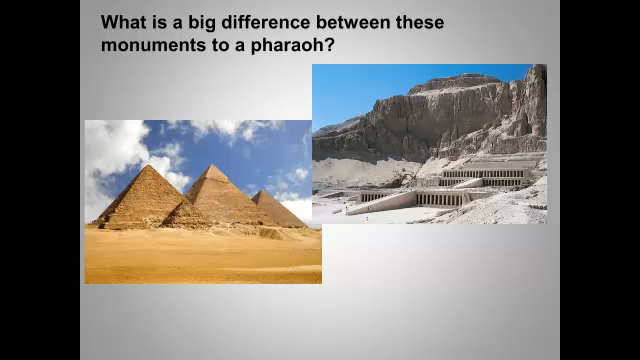 What is a big difference between these
monuments to a pharaoh?